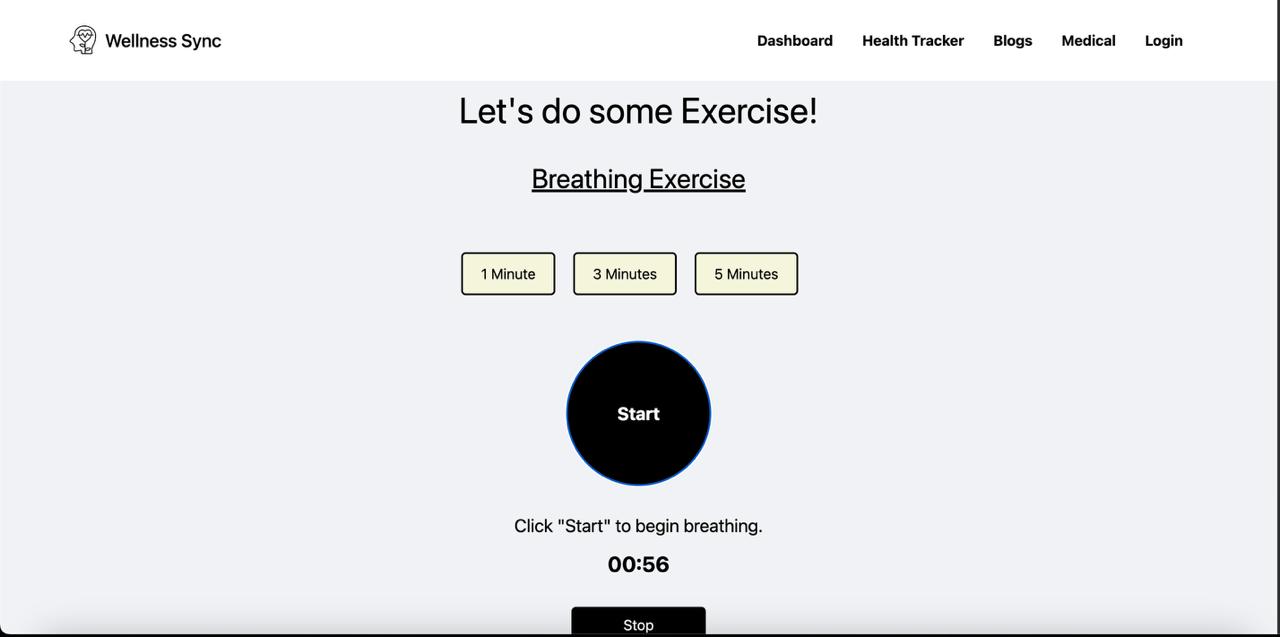 Wellness Sync
Dashboard Health Tracker Blogs Medical Login
Let's do some Exercise!
Breathing Exercise
1 Minute 3 Minutes 5 Minutes
Start
Click "Start" to begin breathing.
00:56
Stop